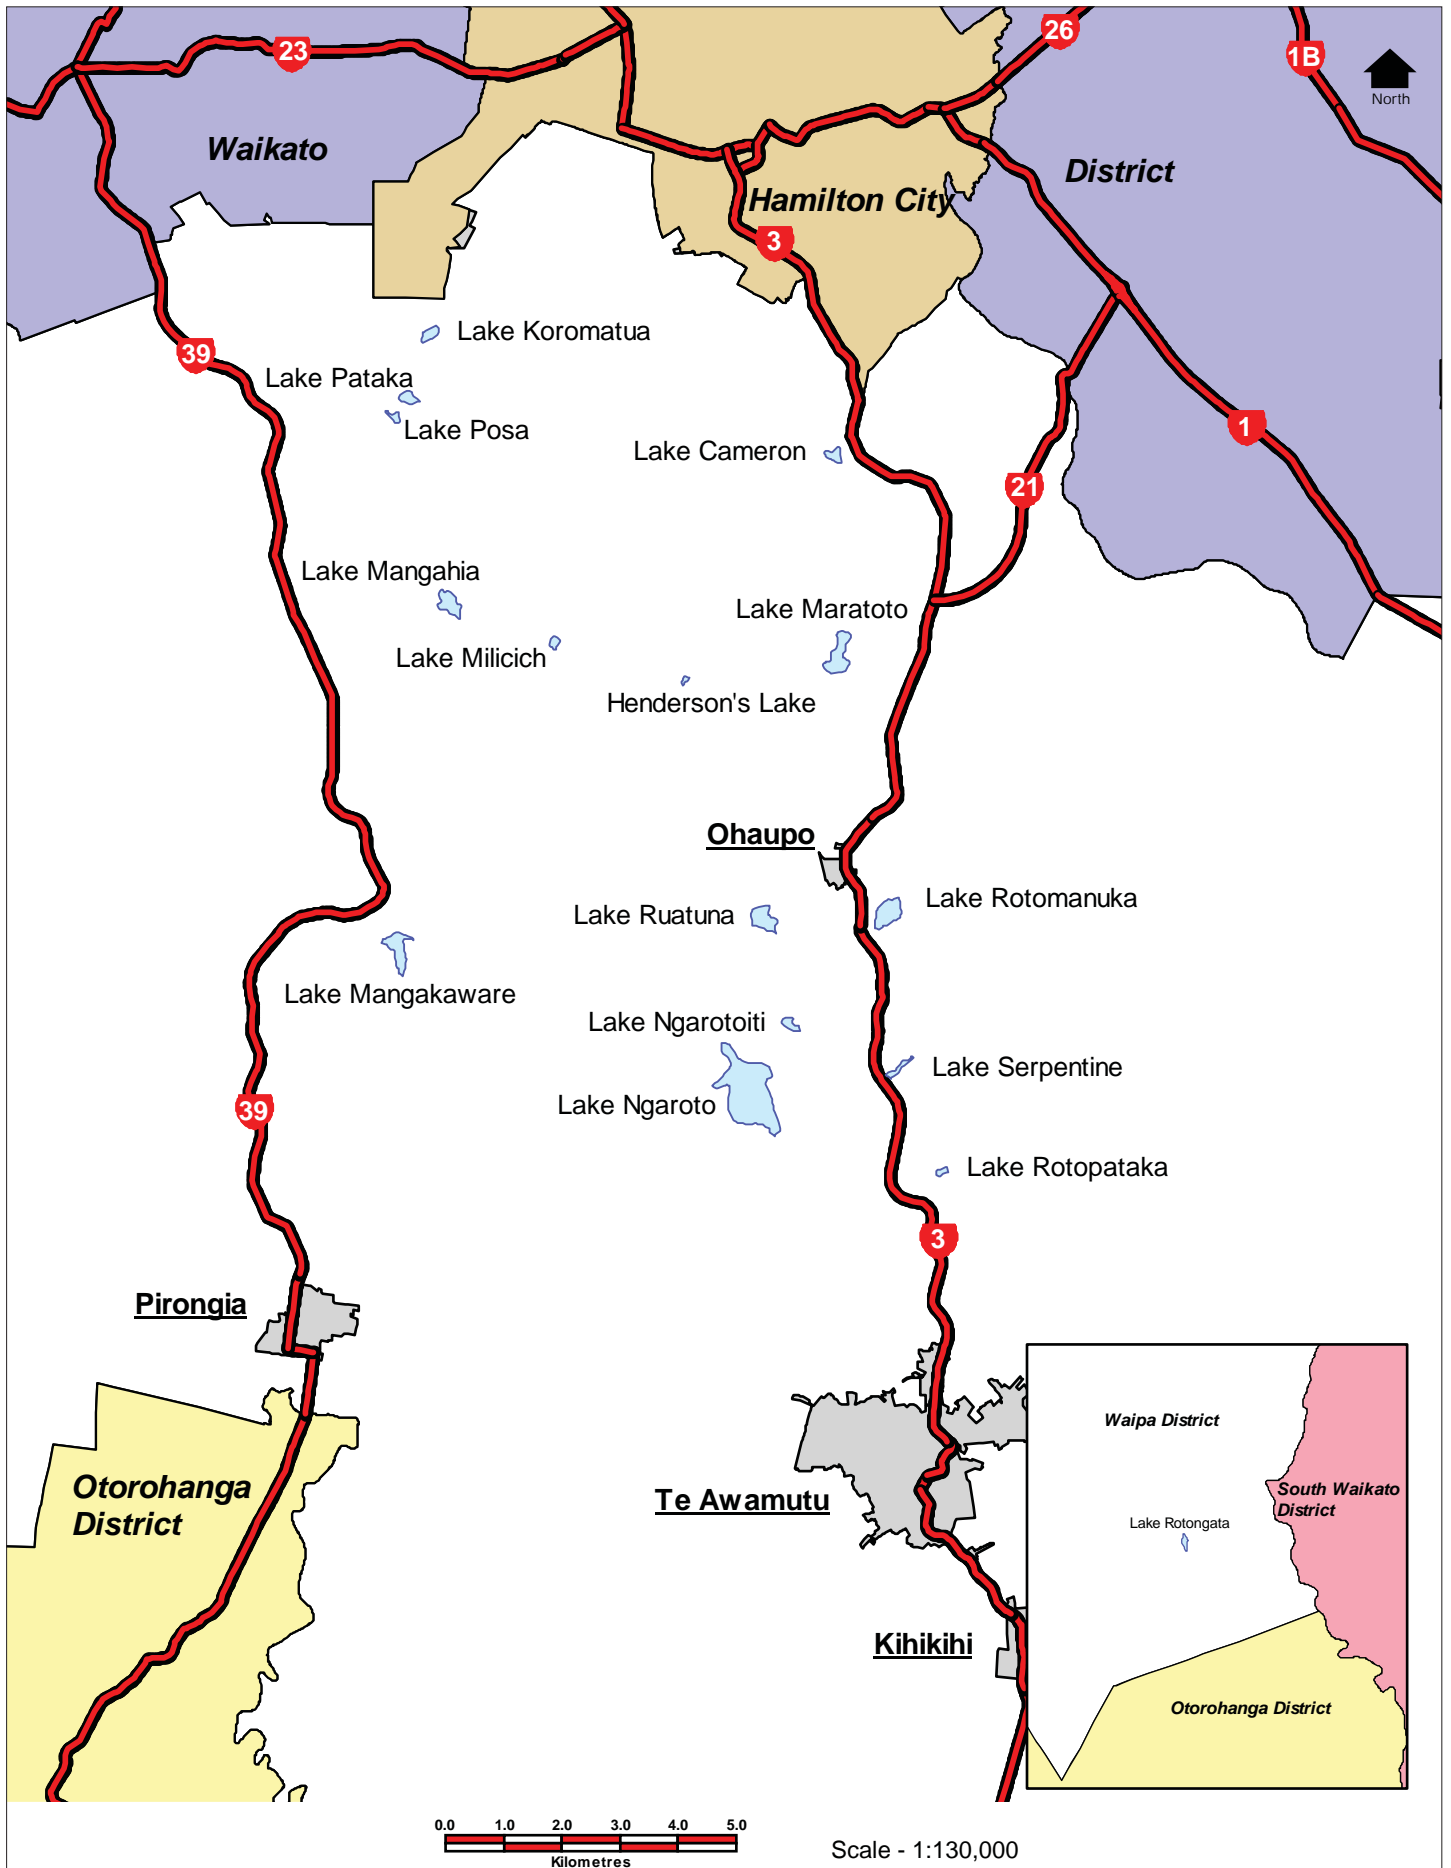 26
23
1B
North
Waikato
District
Hamilton City
3
Lake Koromatua
39
Lake Pataka
Lake Posa
1
Lake Cameron
21
Lake Mangahia
Lake Maratoto
Lake Milicich
Henderson's Lake
Ohaupo
Lake Rotomanuka
Lake Ruatuna
Lake Mangakaware
Lake Ngarotoiti
Lake Serpentine
Lake Ngaroto
39
Lake Rotopataka
3
Pirongia
Waipa District
Otorohanga
District
South Waikato
District
Te Awamutu
Lake Rotongata
Kihikihi
Otorohanga District
0.0 1.0 2.0 3.0 4.0 5.0
Kilometres
Scale - 1:130,000